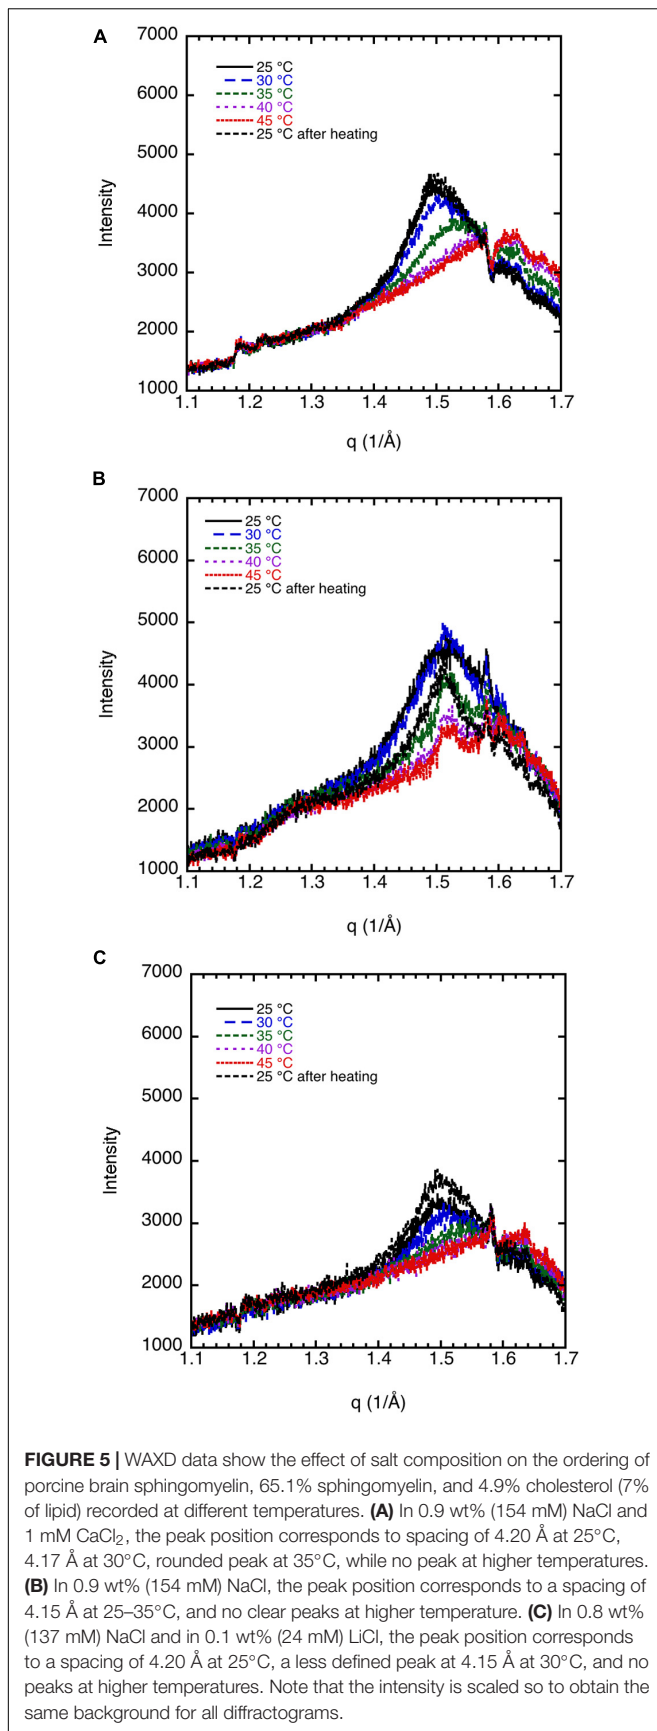 A
7000
6000
5000
4000
3000
2000
1000
Intensity
25 °C
30 °C
35 °C
40 °C
45 °C
25 °C after heating
1.1 1.2 1.3 1.4 1.5 1.6 1.7
q (1/Å)
B
7000
6000
5000
4000
3000
2000
1000
Intensity
25 °C
30 °C
35 °C
40 °C
45 °C
25 °C after heating
1.1 1.2 1.3 1.4 1.5 1.6 1.7
q (1/Å)
C
7000
6000
5000
4000
3000
2000
1000
Intensity
25 °C
30 °C
35 °C
40 °C
45 °C
25 °C after heating
1.1 1.2 1.3 1.4 1.5 1.6 1.7
q (1/Å)
FIGURE 5 | WAXD data show the effect of salt composition on the ordering of
porcine brain sphingomyelin, 65.1% sphingomyelin, and 4.9% cholesterol (7%
of lipid) recorded at different temperatures. (A) In 0.9 wt% (154 mM) NaCl and
1 mM CaCl₂, the peak position corresponds to spacing of 4.20 Å at 25°C,
4.17 Å at 30°C, rounded peak at 35°C, while no peak at higher temperatures.
(B) In 0.9 wt% (154 mM) NaCl, the peak position corresponds to a spacing of
4.15 Å at 25–35°C, and no clear peaks at higher temperature. (C) In 0.8 wt%
(137 mM) NaCl and in 0.1 wt% (24 mM) LiCl, the peak position corresponds
to a spacing of 4.20 Å at 25°C, a less defined peak at 4.15 Å at 30°C, and no
peaks at higher temperatures. Note that the intensity is scaled so to obtain the
same background for all diffractograms.